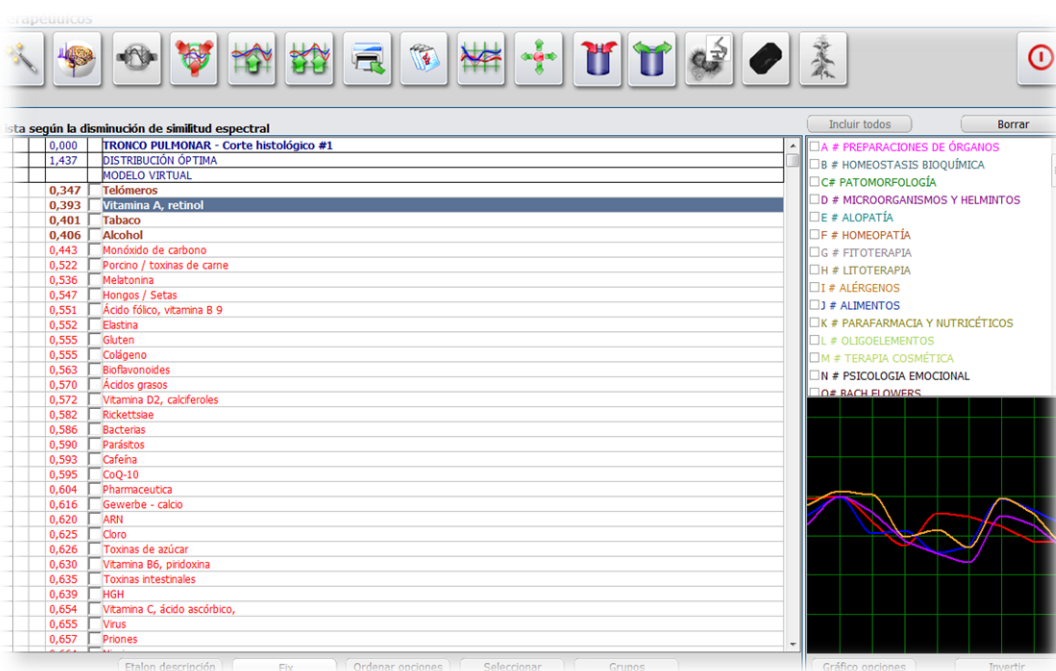 ista según la disminución de similitud espectral
Incluir todos
Borrar
0,000 TRONCO PULMONAR - Corte histológico #1
1,437 DISTRIBUCIÓN ÓPTIMA
MODELO VIRTUAL
0,347 Telómeros
0,393 Vitamina A, retinol
0,401 Tabaco
0,406 Alcohol
0,443 Monóxido de carbono
0,522 Porcino / toxinas de carne
0,536 Melatonina
0,547 Hongos / Setas
0,551 Ácido fólico, vitamina B 9
0,552 Elastina
0,555 Gluten
0,555 Colágeno
0,563 Bioflavonoides
0,570 Ácidos grasos
0,572 Vitamina D2, calciferoles
0,582 Rickettsiae
0,586 Bacterias
0,590 Parásitos
0,593 Cafeína
0,595 CoQ-10
0,604 Pharmaceutica
0,616 Gewerbe - calcio
0,620 ARN
0,625 Cloro
0,626 Toxinas de azúcar
0,630 Vitamina B6, piridoxina
0,635 Toxinas intestinales
0,639 HGH
0,654 Vitamina C, ácido ascórbico,
0,655 Virus
0,657 Priones
A # PREPARACIONES DE ÓRGANOS
B # HOMEOSTASIS BIOQUÍMICA
C# PATOMORFOLOGÍA
D # MICROORGANISMOS Y HELMINTOS
E # ALOPATÍA
F # HOMEOPATÍA
G # FITOTERAPIA
H # LITOTERAPIA
I # ALÉRGENOS
J # ALIMENTOS
K # PARAFARMACIA Y NUTRICÉTICOS
L # OLIGOELEMENTOS
M # TERAPIA COSMÉTICA
N # PSICOLOGIA EMOCIONAL
O# BACH FLOWERS
Etalon descripción
Fix
Ordenar opciones
Seleccionar
Grupos
Gráfico opciones
Invertir